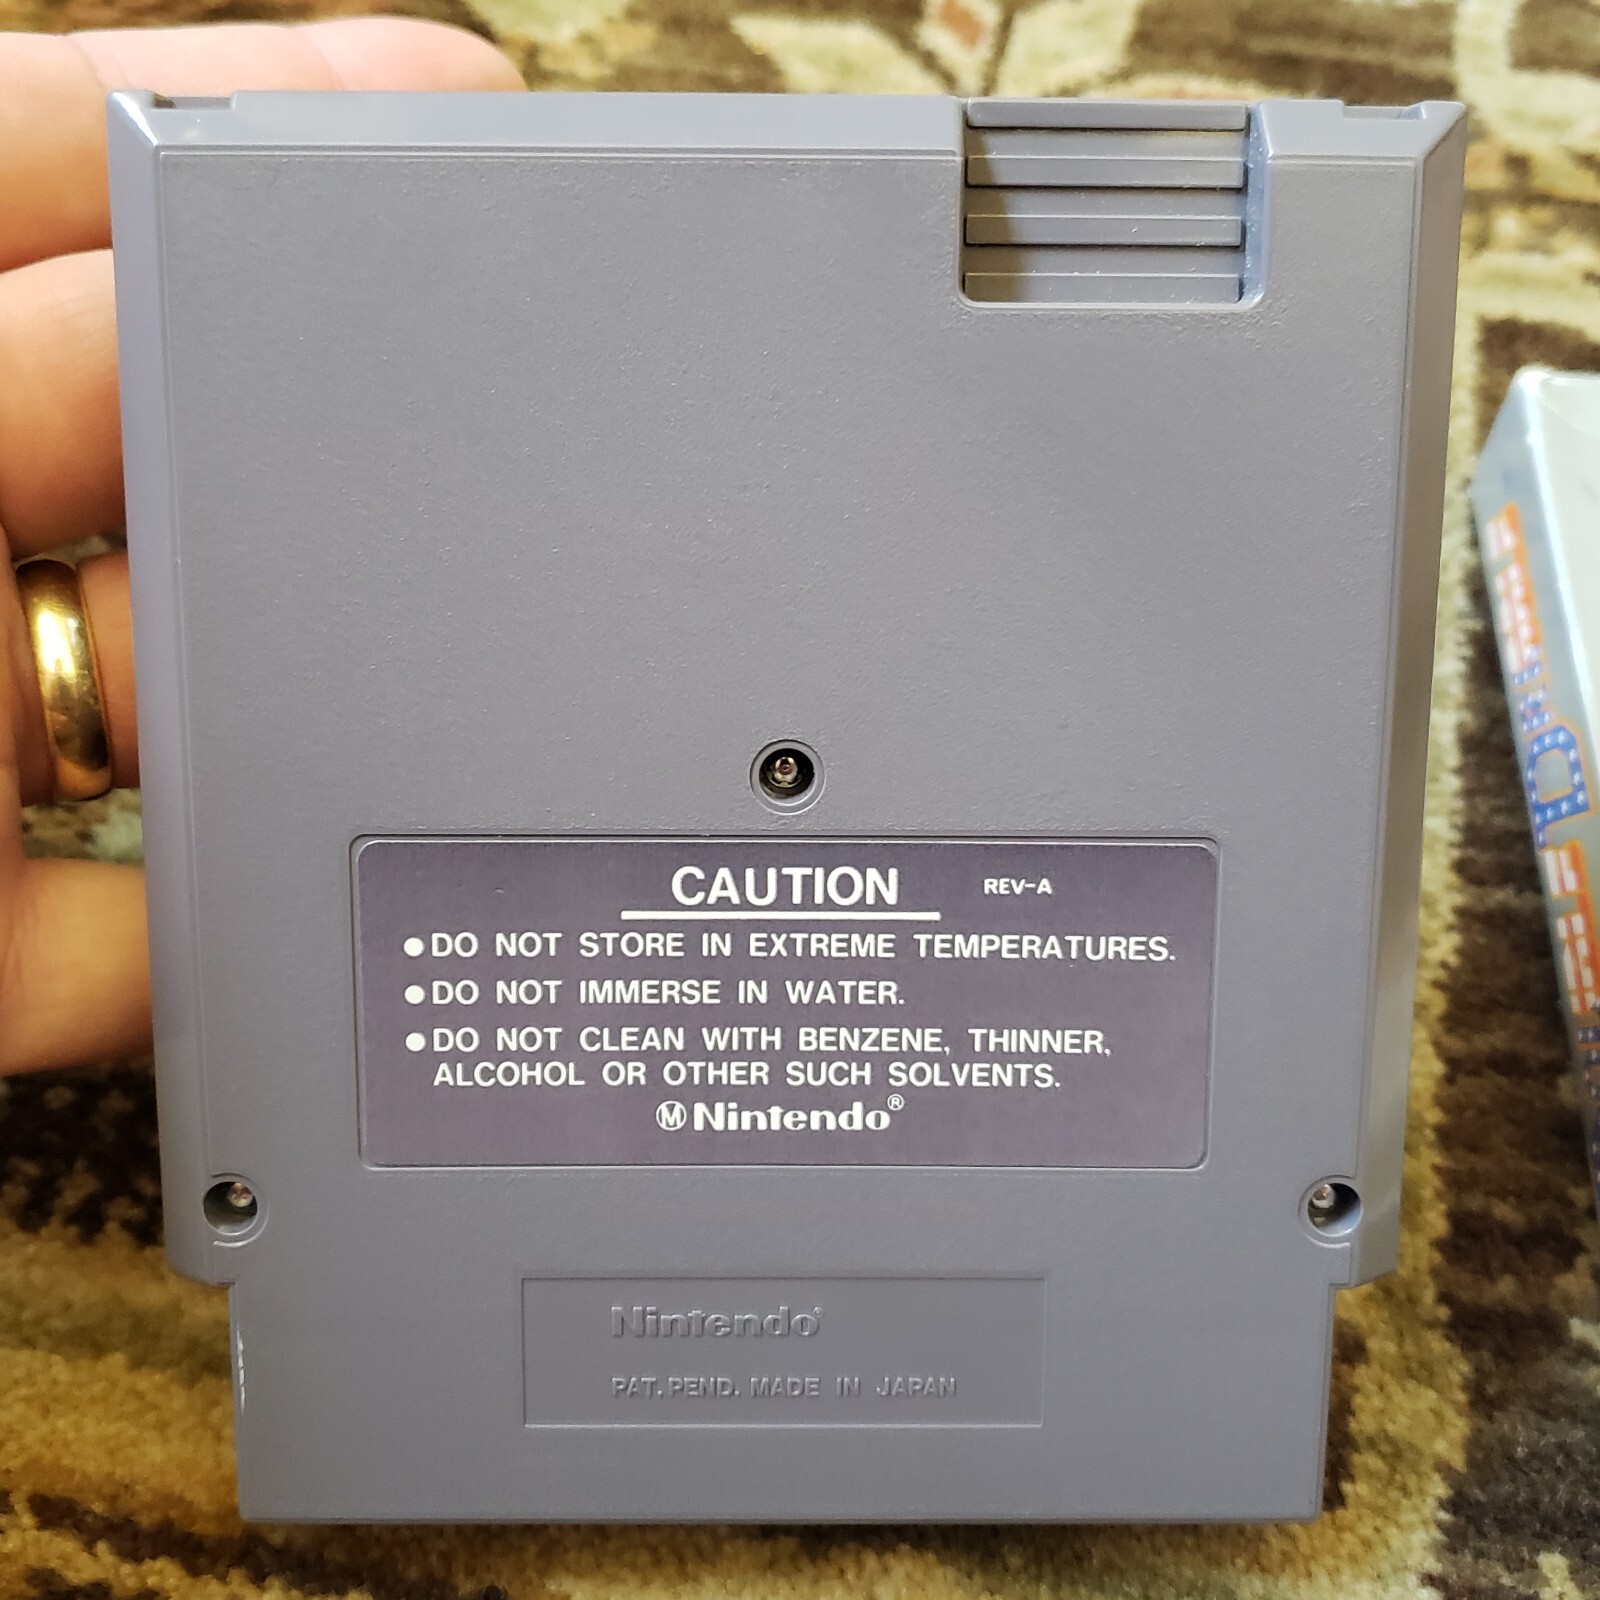 CAUTION REV-A
●DO NOT STORE IN EXTREME TEMPERATURES.
●DO NOT IMMERSE IN WATER.
●DO NOT CLEAN WITH BENZENE, THINNER,
ALCOHOL OR OTHER SUCH SOLVENTS.
Ⓜ Nintendo®
Nintendo®
PAT. PEND. MADE IN JAPAN